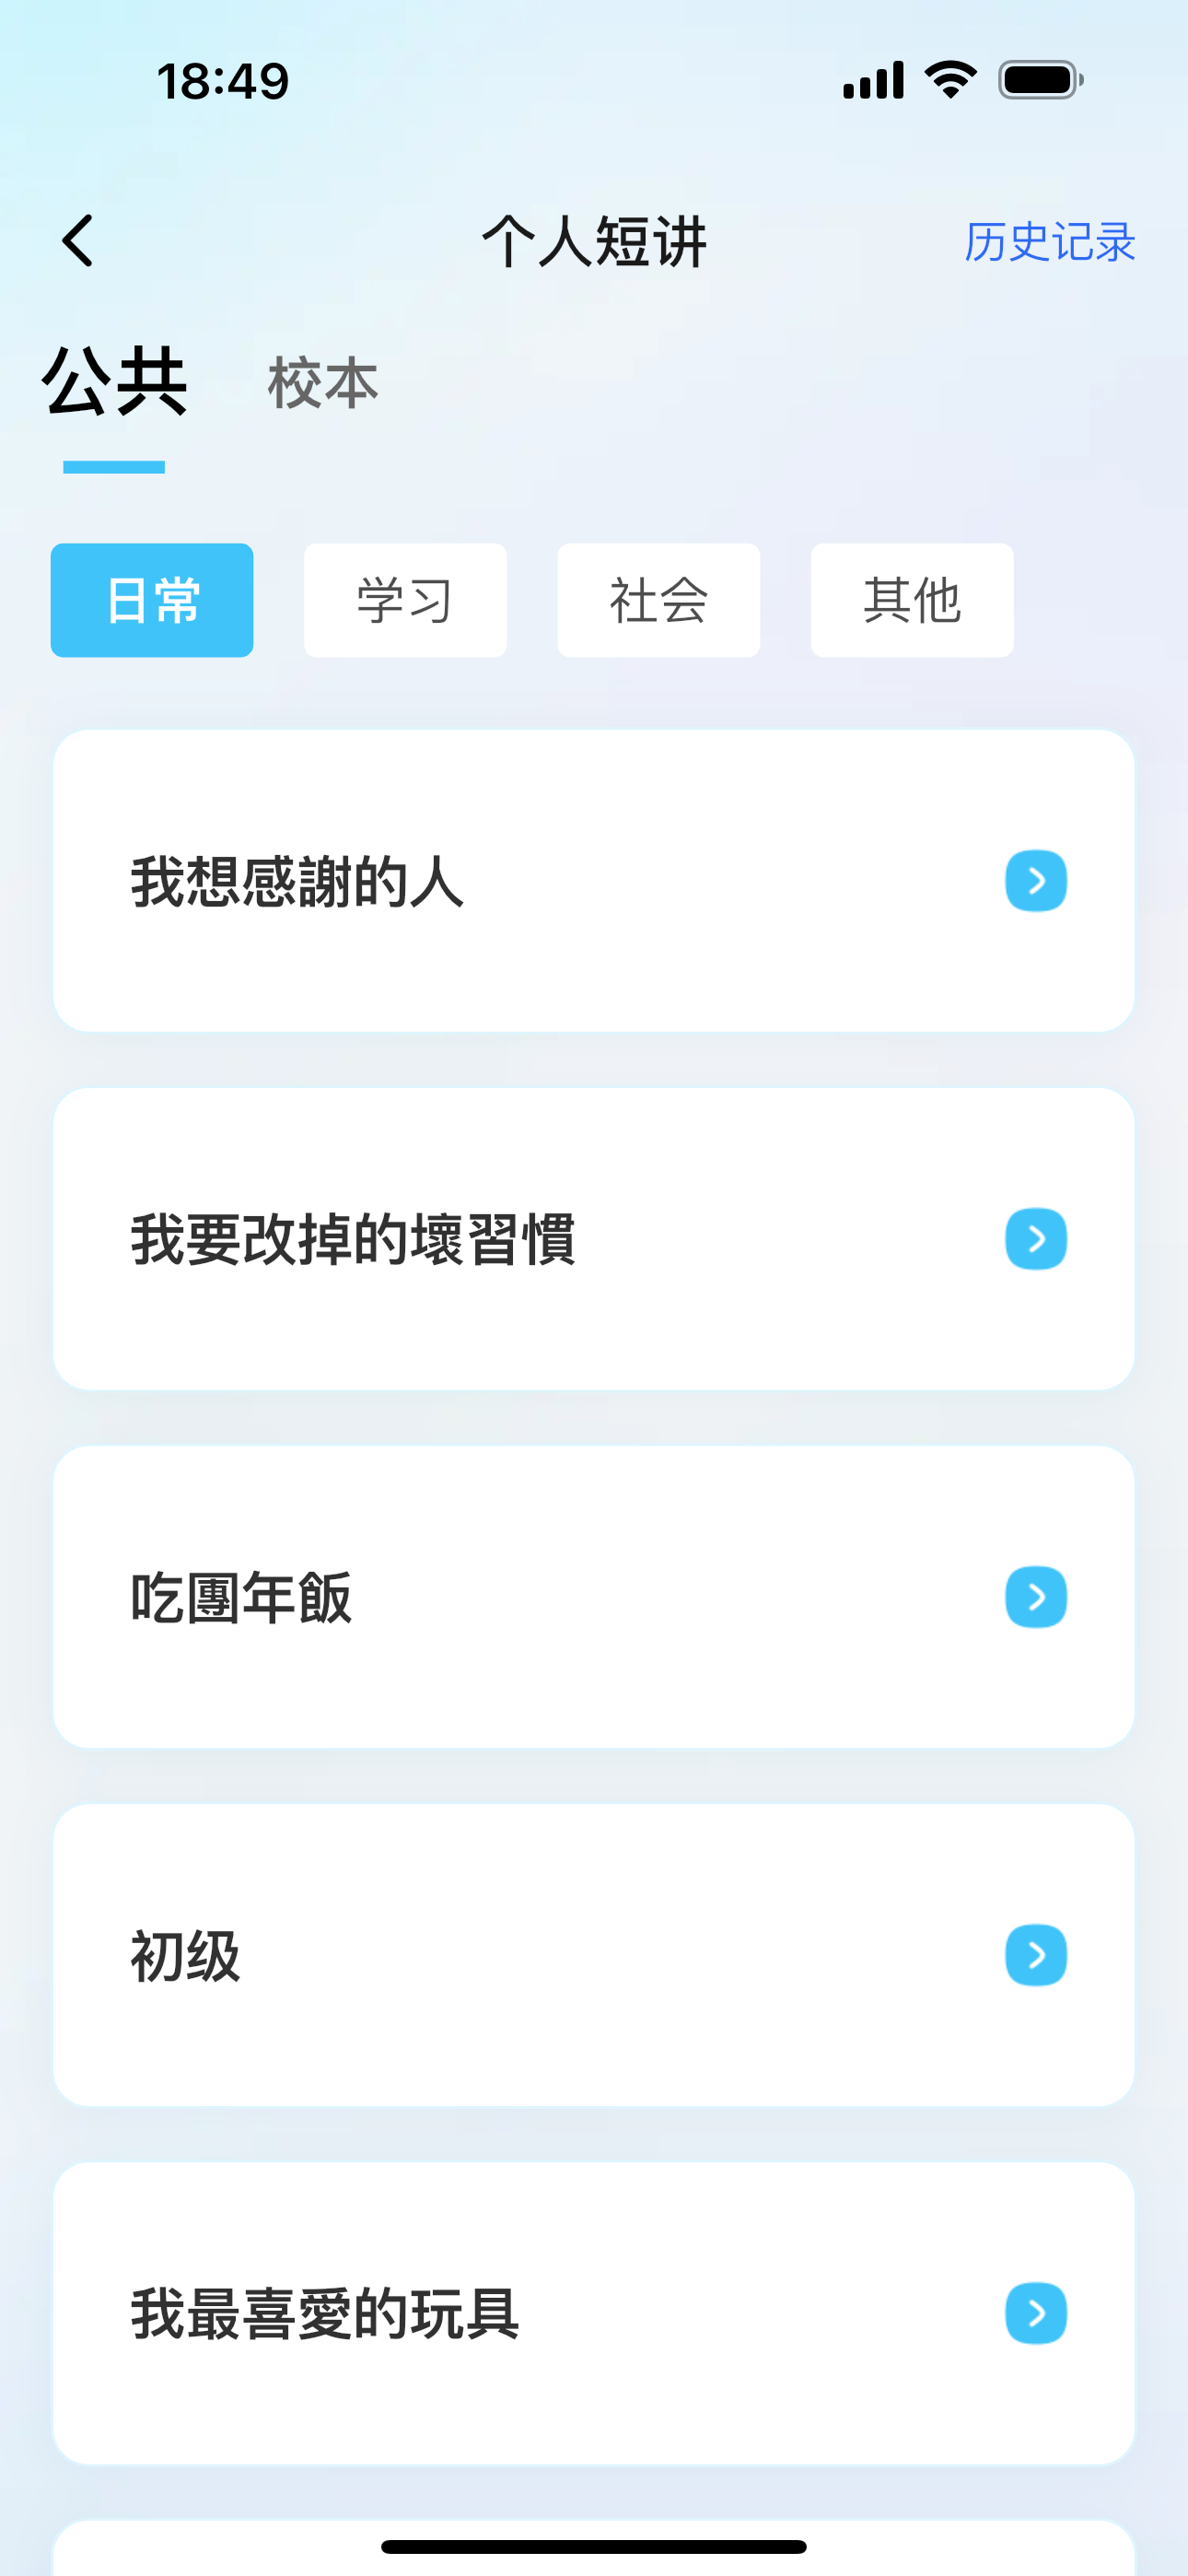 18:49
个人短讲
历史记录
公共 校本
日常 学习 社会 其他
我想感謝的人
我要改掉的壞習慣
吃團年飯
初级
我最喜愛的玩具